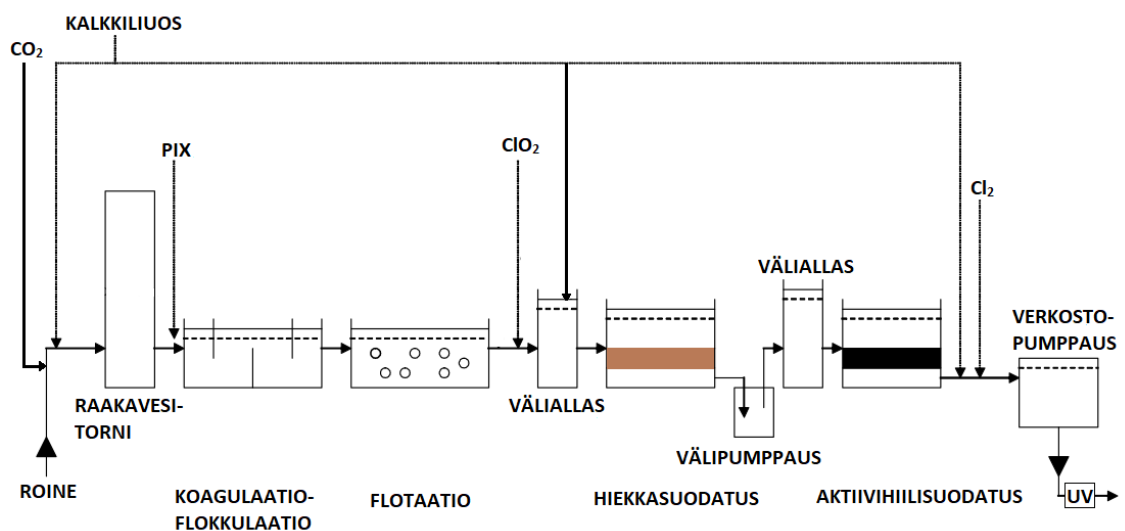 KALKKILIUOS
CO₂
PIX
ClO₂
Cl₂
VÄLIALLAS
VERKOSTO-
PUMPPAUS
RAAKAVESI-
TORNI
VÄLIALLAS
VÄLIPUMPPAUS
ROINE
KOAGULAATIO-
FLOKKULAATIO
FLOTAATIO
HIEKKASUODATUS
AKTIIVIHIILISUODATUS
UV